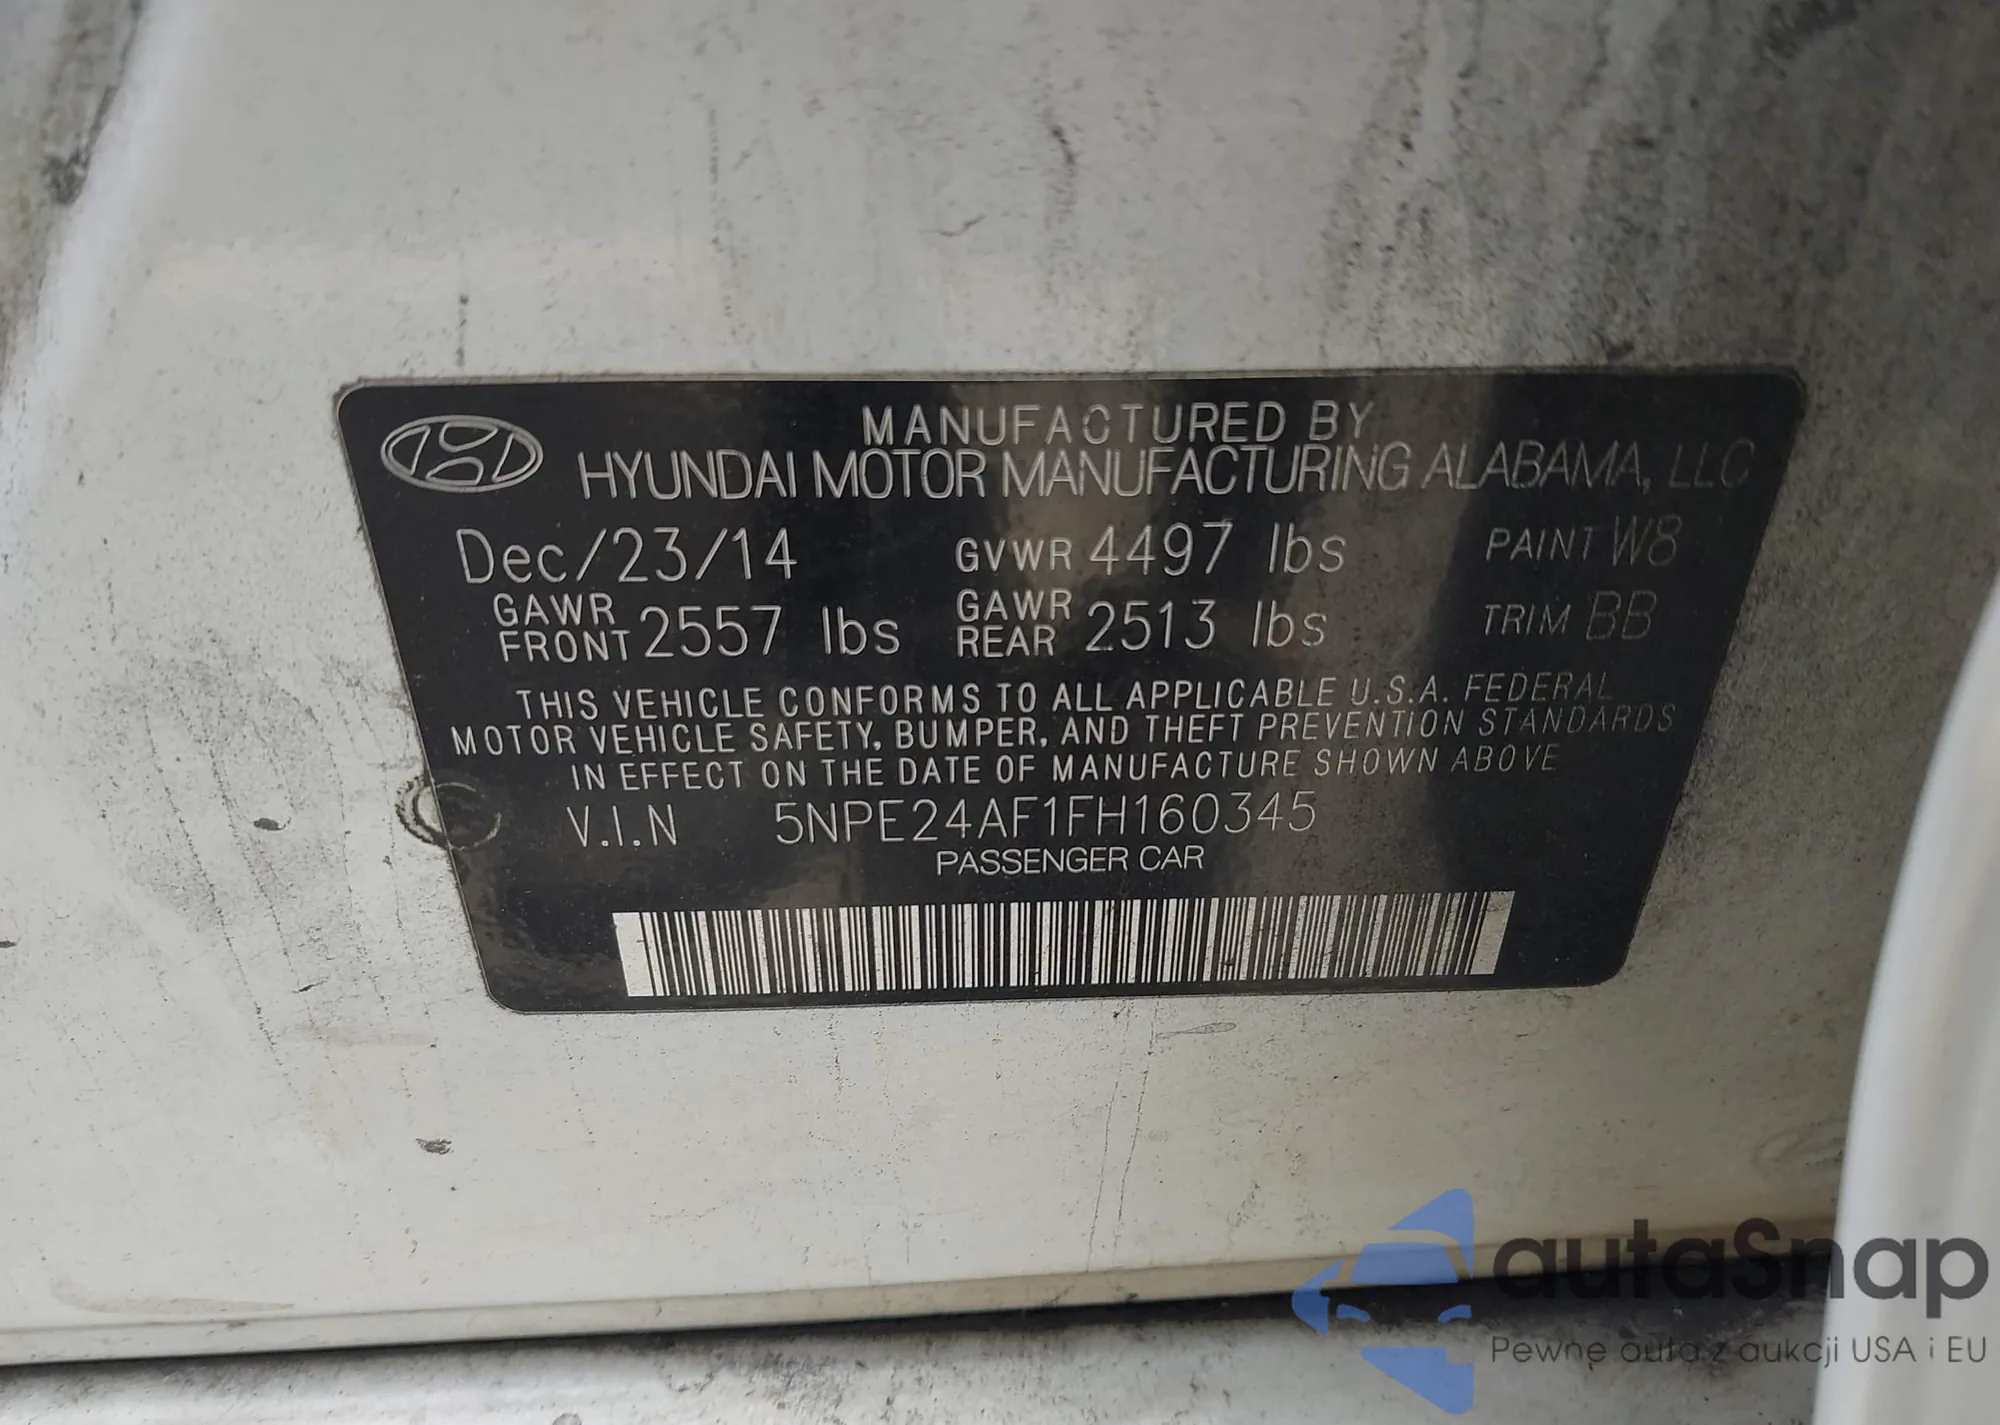 MANUFACTURED BY
HYUNDAI MOTOR MANUFACTURING ALABAMA, LLC
Dec/23/14 GVWR 4497 lbs PAINT W8
GAWR FRONT 2557 lbs GAWR REAR 2513 lbs TRIM BB
THIS VEHICLE CONFORMS TO ALL APPLICABLE U.S.A. FEDERAL
MOTOR VEHICLE SAFETY, BUMPER, AND THEFT PREVENTION STANDARDS
IN EFFECT ON THE DATE OF MANUFACTURE SHOWN ABOVE
V.I.N 5NPE24AF1FH160345
PASSENGER CAR
autaSnap
Pewne auta z aukcji USA i EU